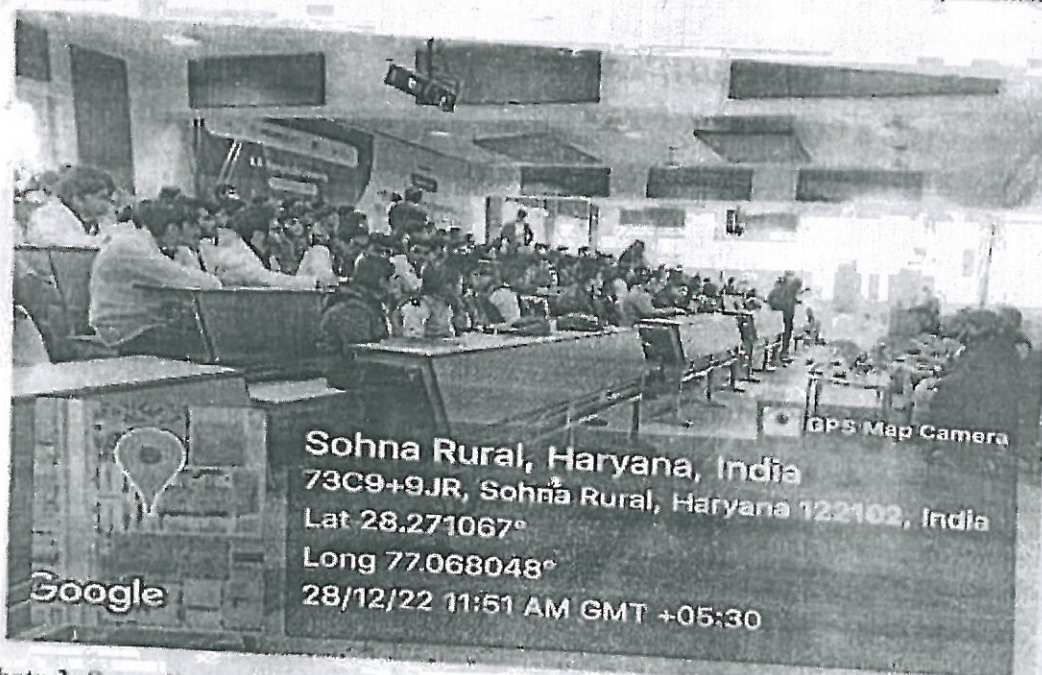 GPS Map Camera
Sohna Rural, Haryana, India
73C9+9JR, Sohna Rural, Haryana 122102, India
Lat 28.271067°
Long 77.068048°
28/12/22 11:51 AM GMT +05:30
Google